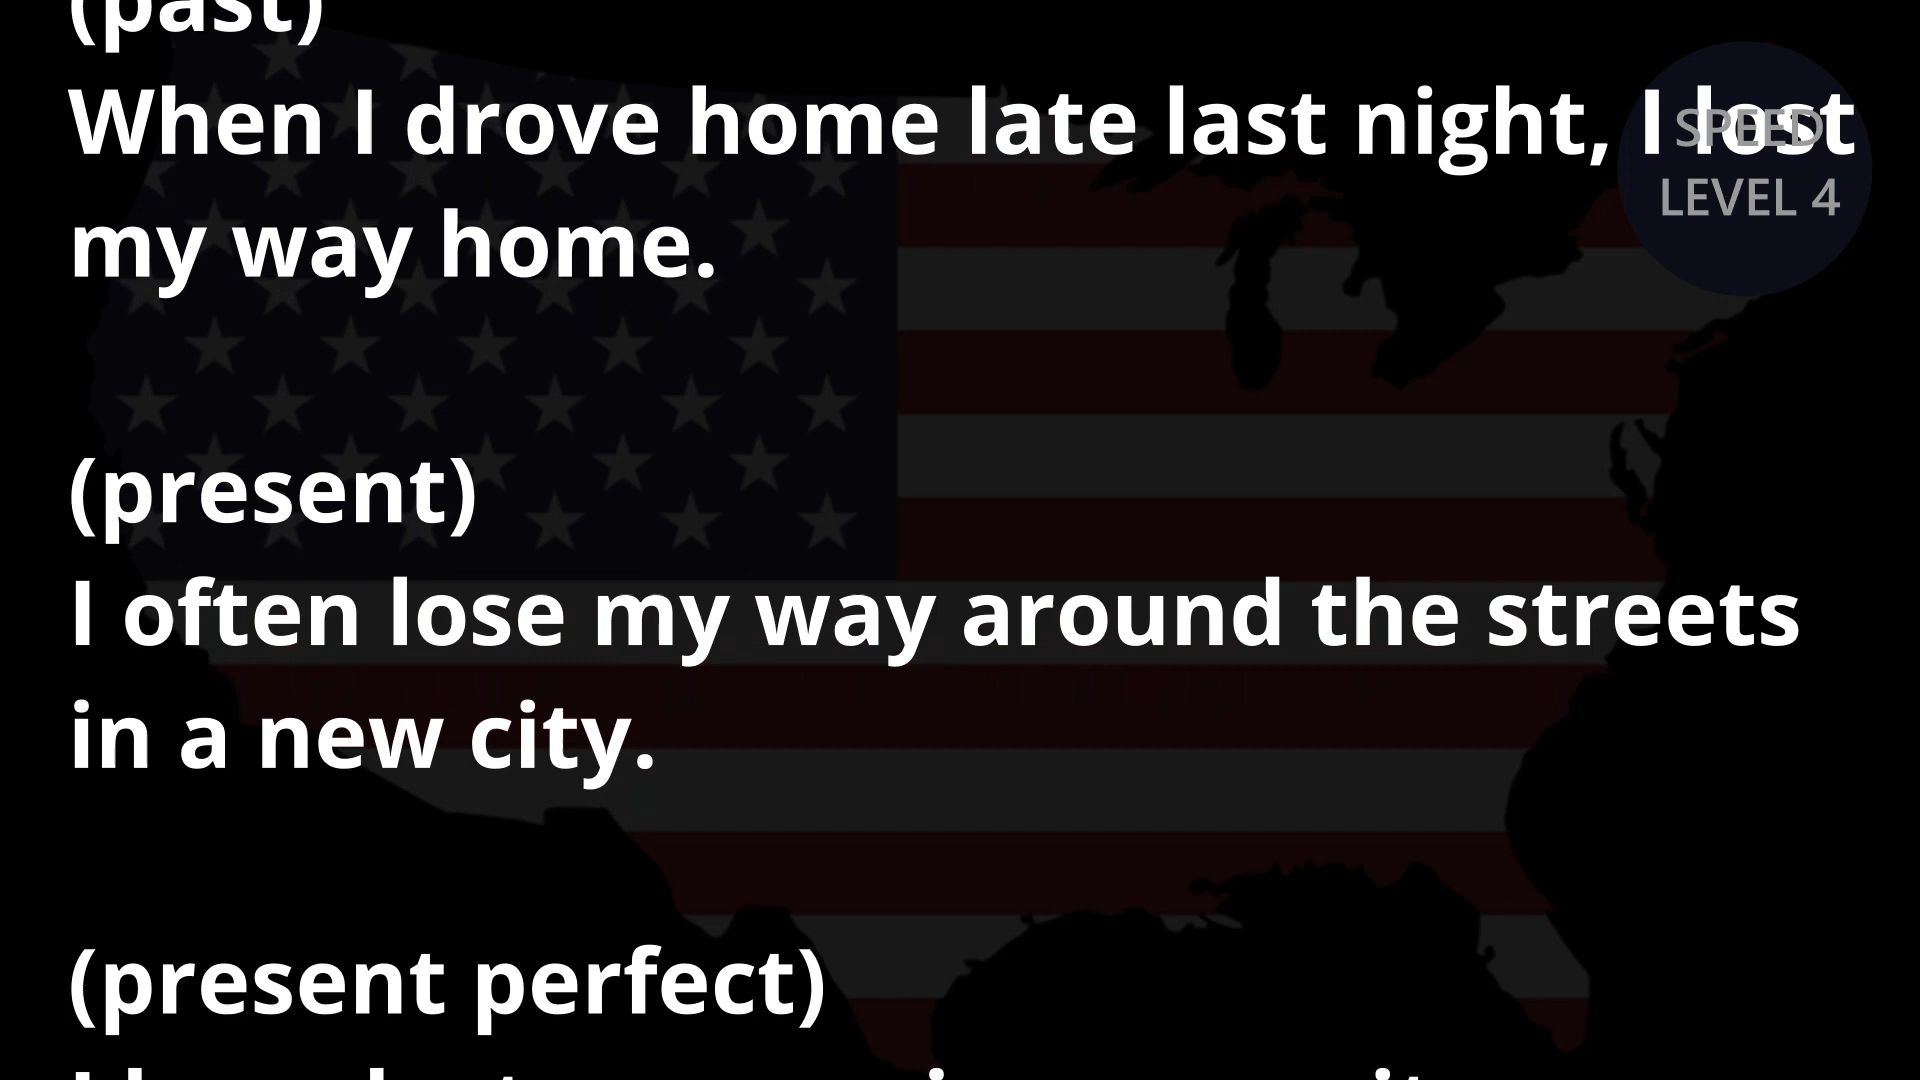 (past)
When I drove home late last night, I lost
my way home.
(present)
I often lose my way around the streets
in a new city.
(present perfect)
SPEED
LEVEL 4